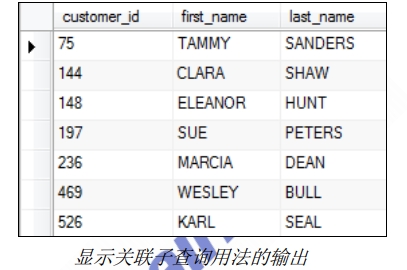 customer_id first_name last_name
75 TAMMY SANDERS
144 CLARA SHAW
148 ELEANOR HUNT
197 SUE PETERS
236 MARCIA DEAN
469 WESLEY BULL
526 KARL SEAL
显示关联子查询用法的输出